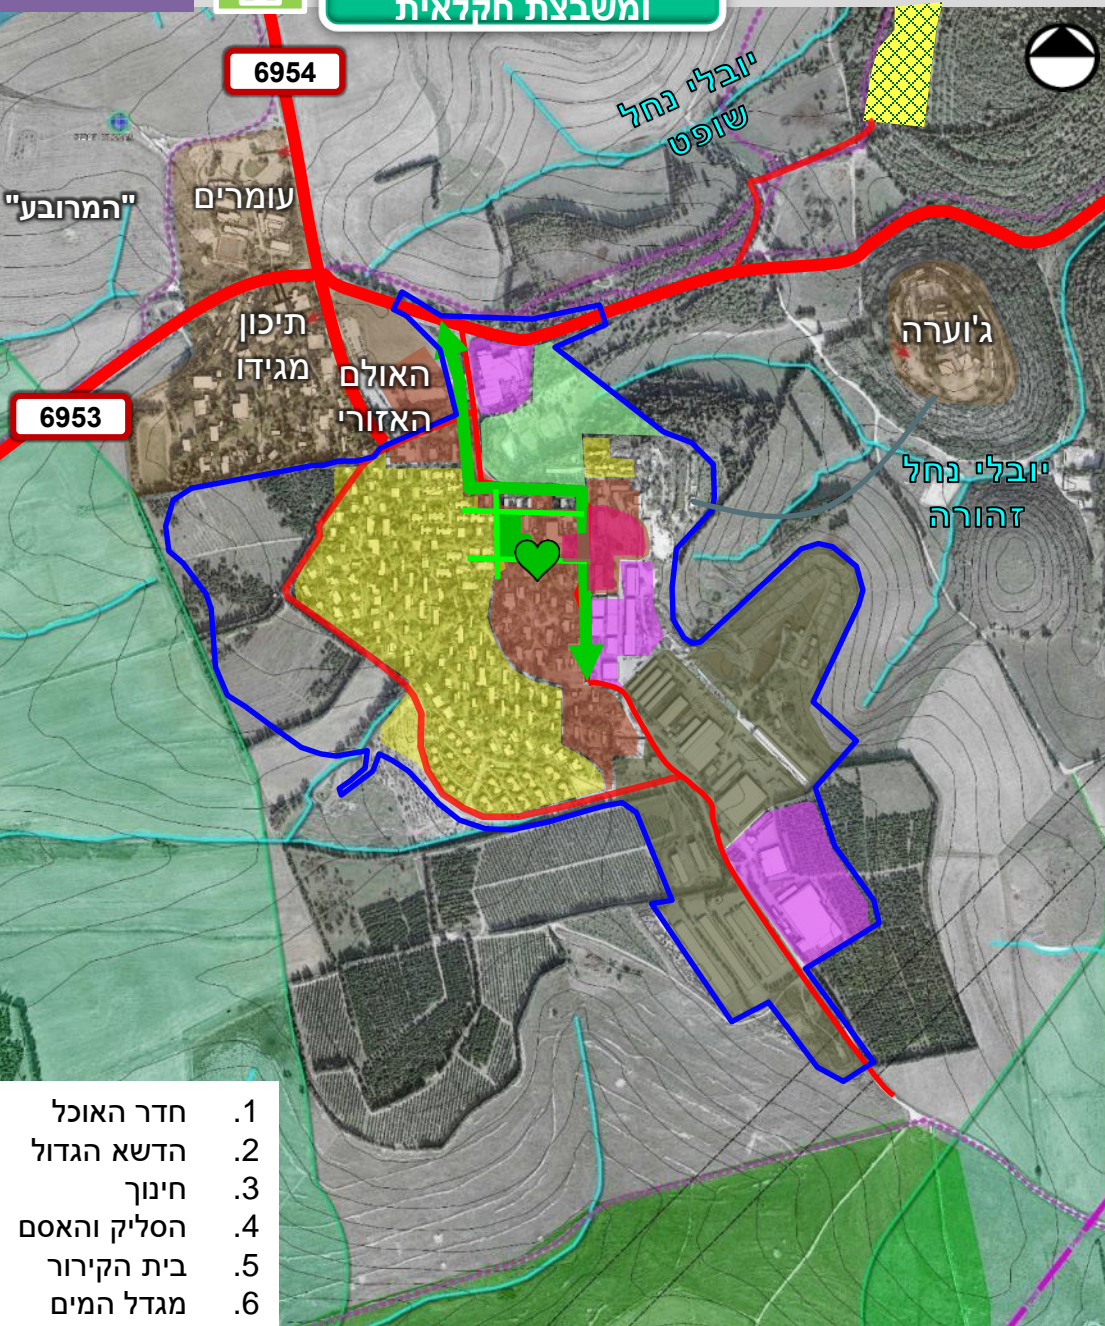 ומשבצת חקלאית
6954
יובלי נחל
שופט
עומרים
"המרובע"
תיכון
מגידו
האולם
האזורי
ג'וערה
6953
יובלי נחל
זהורה
1. חדר האוכל
2. הדשא הגדול
3. חינוך
4. הסליק והאסם
5. בית הקירור
6. מגדל המים